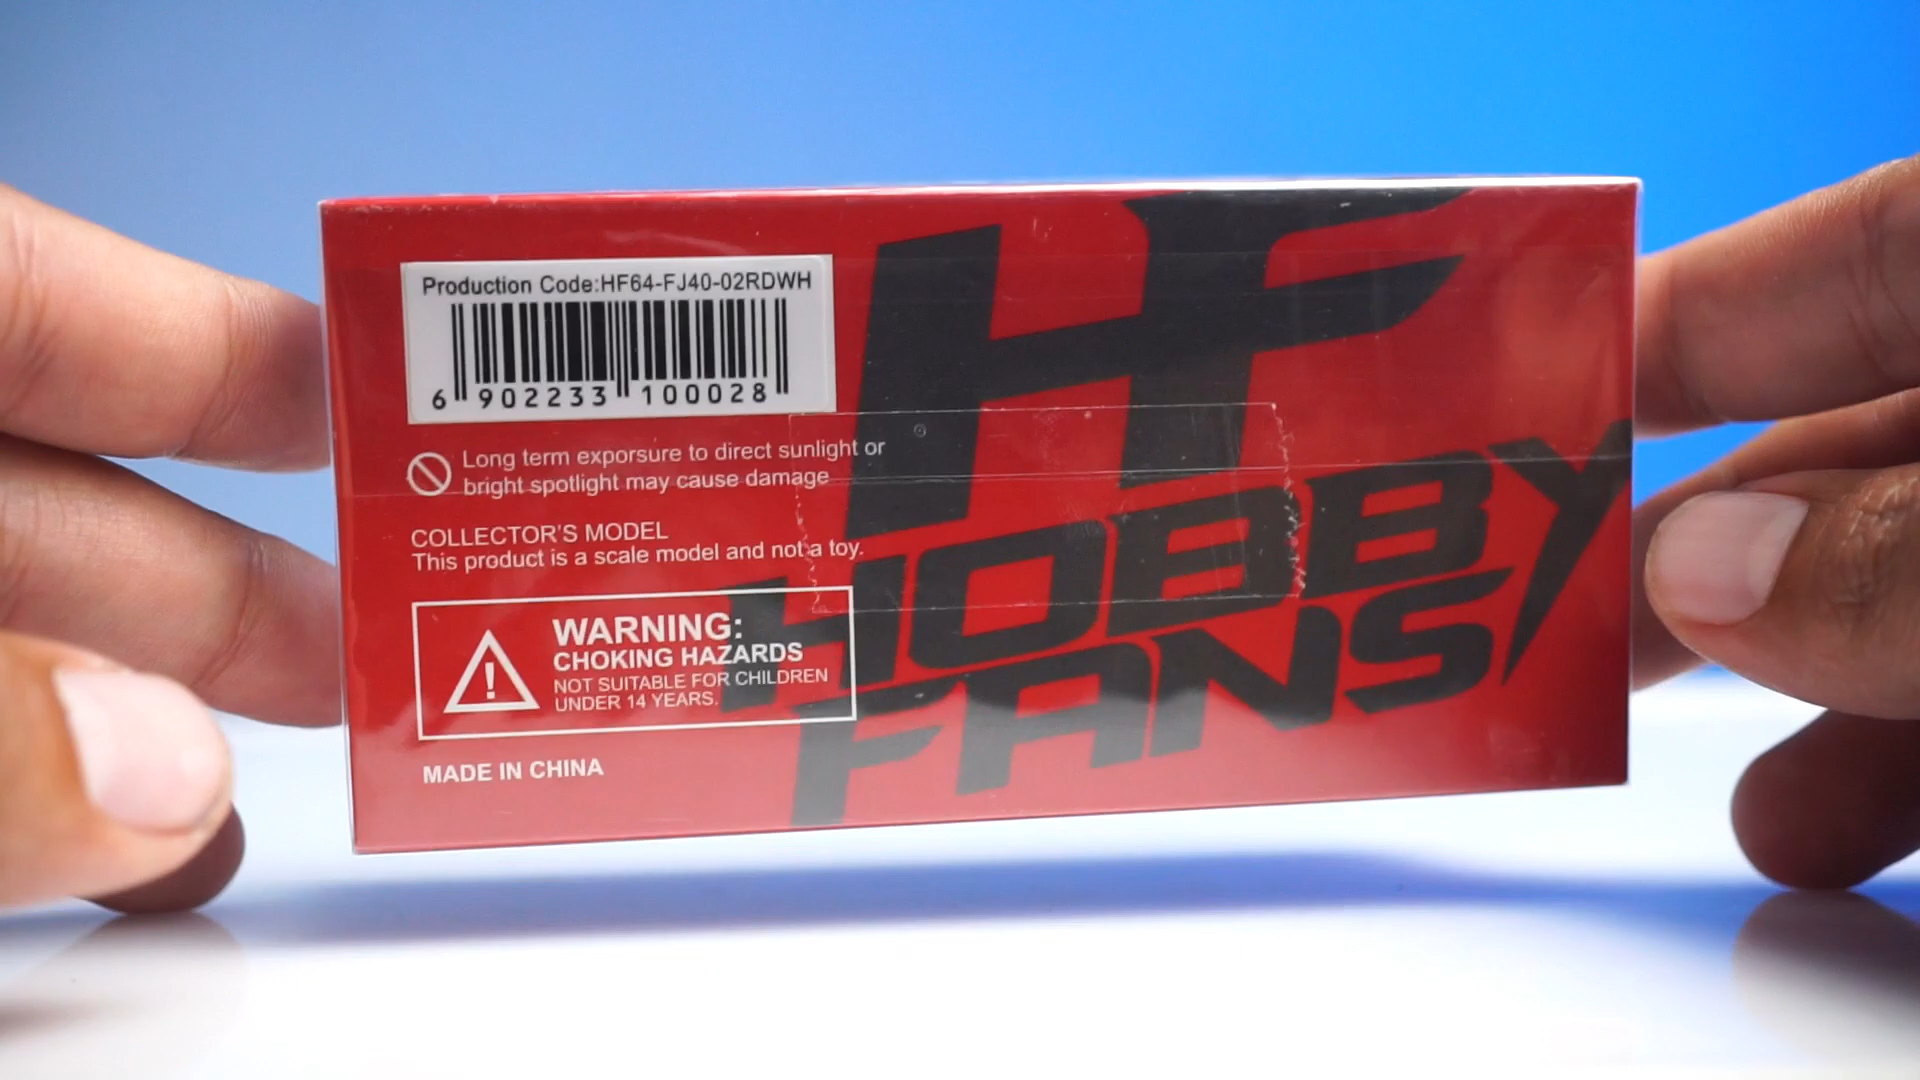 Production Code:HF64-FJ40-02RDWH
6 902233 100028
Long term exporsure to direct sunlight or
bright spotlight may cause damage
COLLECTOR'S MODEL
This product is a scale model and not a toy.
WARNING:
CHOKING HAZARDS
NOT SUITABLE FOR CHILDREN
UNDER 14 YEARS.
MADE IN CHINA
HF
HOBBY
FANS